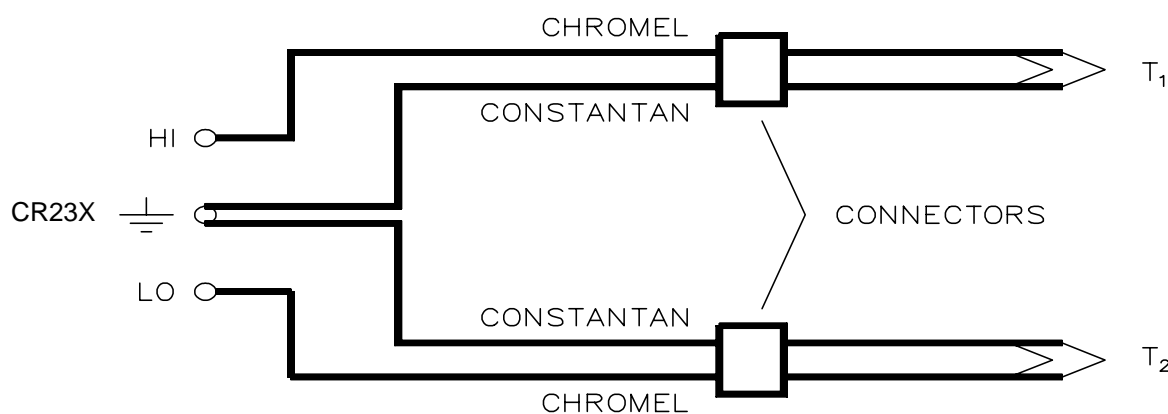 CHROMEL
T1
CONSTANTAN
HI
CR23X
CONNECTORS
LO
CONSTANTAN
T2
CHROMEL